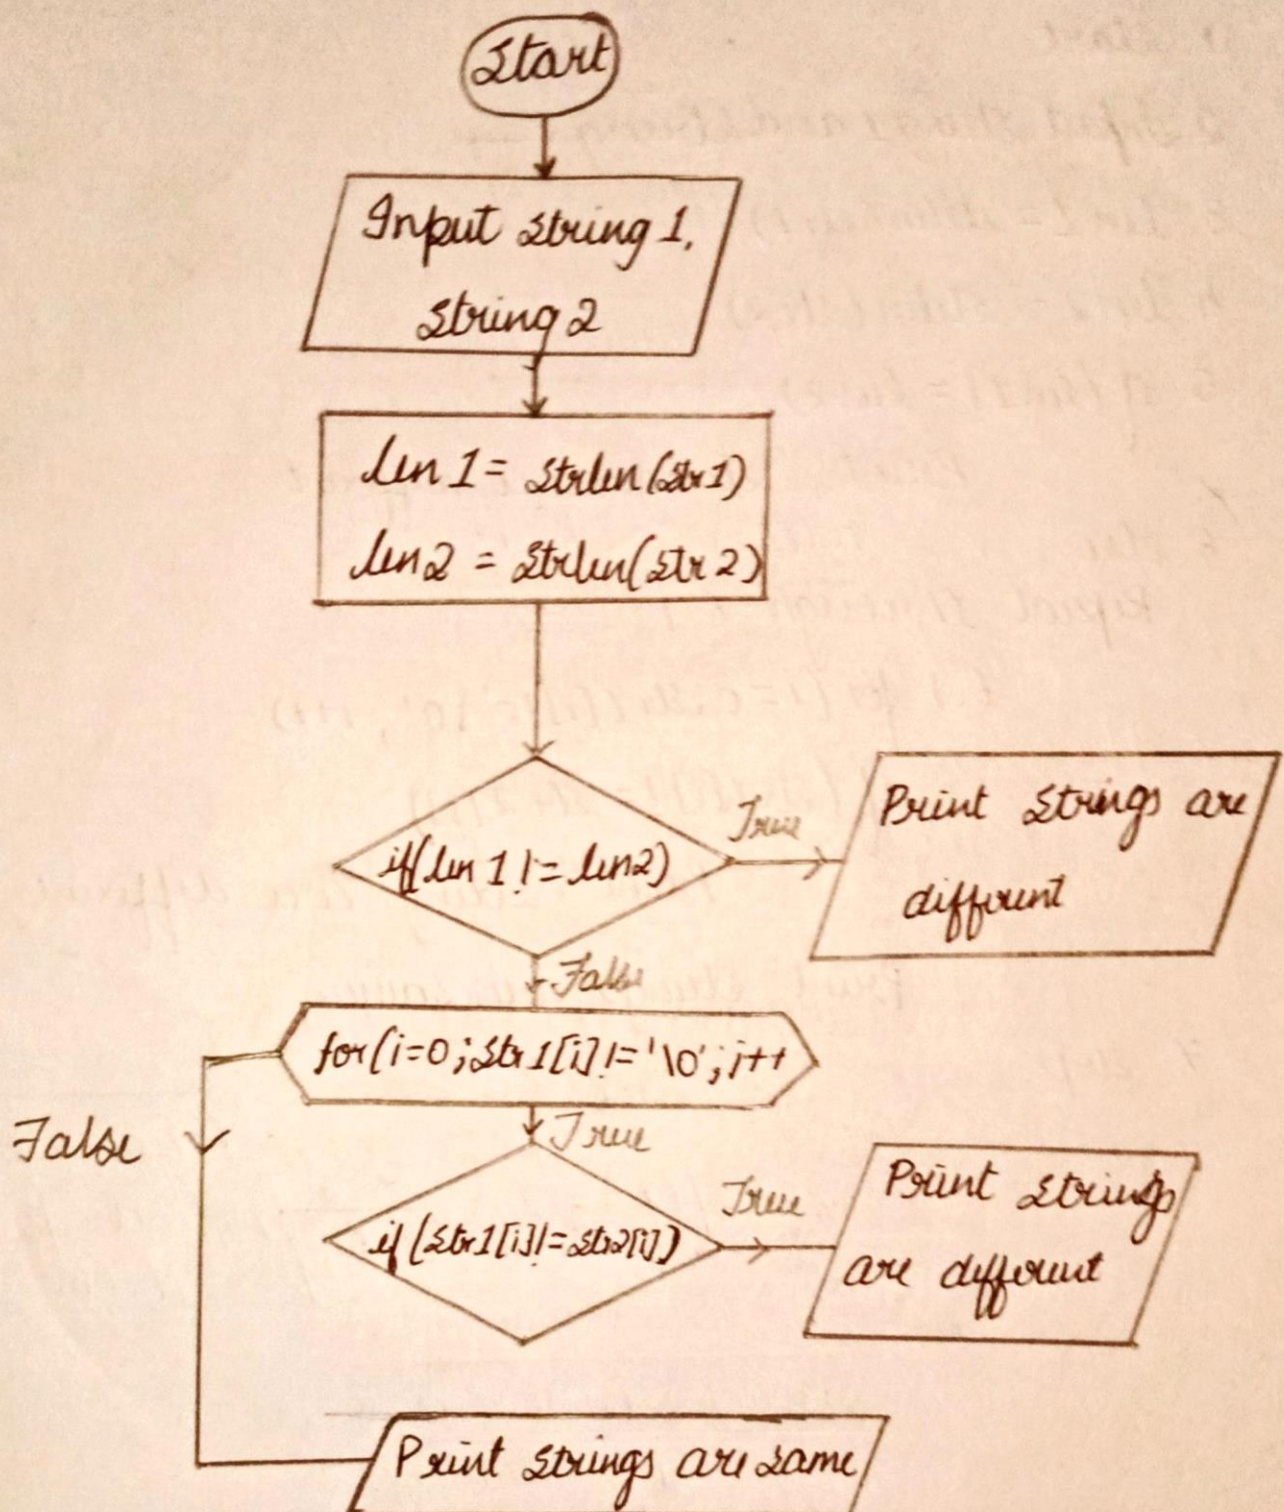 Start
Input string 1,
string 2
len 1 = strlen(str1)
len2 = strlen(str 2)
if(len 1 != len2)
True
Print strings are
different
False
for(i=0;str1[i]!='\0';i++
False
True
if(str1[i]!=str2[i])
True
Print strings
are different
Print strings are same